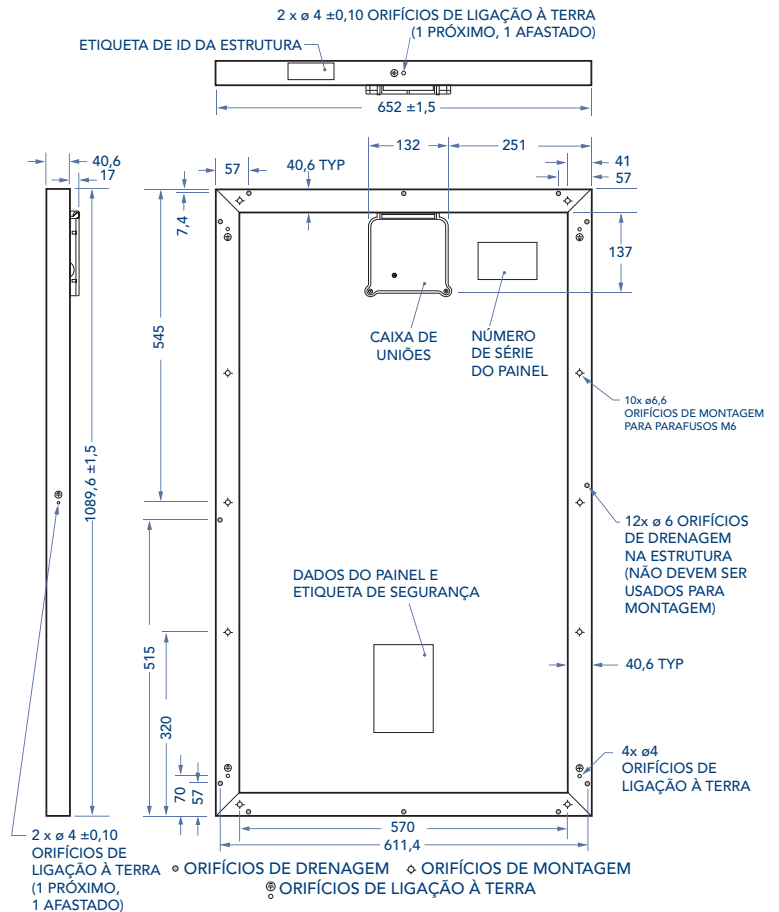 2 x ø 4 ±0,10 ORIFÍCIOS DE LIGAÇÃO À TERRA
(1 PRÓXIMO, 1 AFASTADO)
ETIQUETA DE ID DA ESTRUTURA
652 ±1,5
40,6
17
57
40,6 TYP
132
251
41
57
7,4
137
545
CAIXA DE
UNIÕES
NÚMERO
DE SÉRIE
DO PAINEL
10x ø6,6
ORIFÍCIOS DE MONTAGEM
PARA PARAFUSOS M6
1089,6 ±1,5
12x ø 6 ORIFÍCIOS
DE DRENAGEM
NA ESTRUTURA
(NÃO DEVEM SER
USADOS PARA
MONTAGEM)
DADOS DO PAINEL E
ETIQUETA DE SEGURANÇA
515
320
40,6 TYP
70
57
4x ø4
ORIFÍCIOS DE
LIGAÇÃO À TERRA
570
611,4
2 x ø 4 ±0,10
ORIFÍCIOS DE
LIGAÇÃO À TERRA
(1 PRÓXIMO,
1 AFASTADO)
ORIFÍCIOS DE DRENAGEM
ORIFÍCIOS DE MONTAGEM
ORIFÍCIOS DE LIGAÇÃO À TERRA